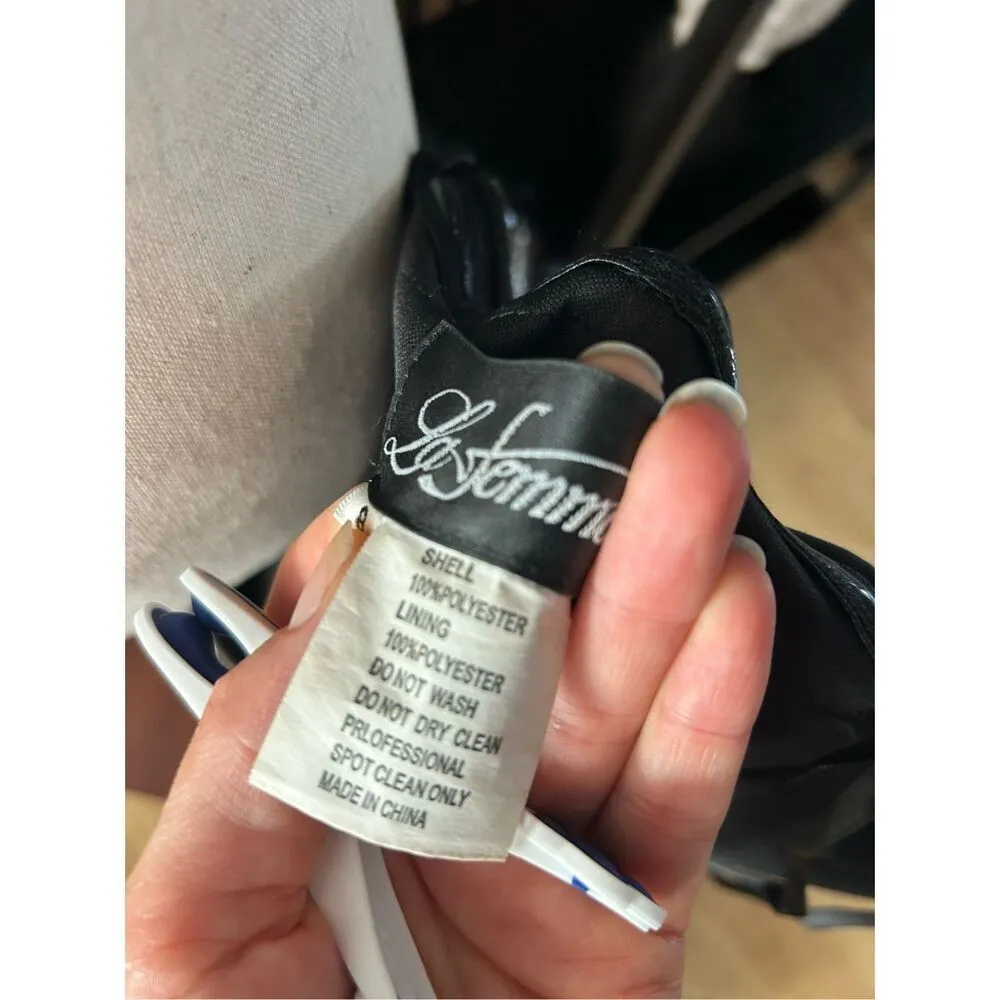 La Femme
SHELL
100%POLYESTER
LINING
100%POLYESTER
DO NOT WASH
DO NOT DRY CLEAN
PRLOFESSIONAL
SPOT CLEAN ONLY
MADE IN CHINA